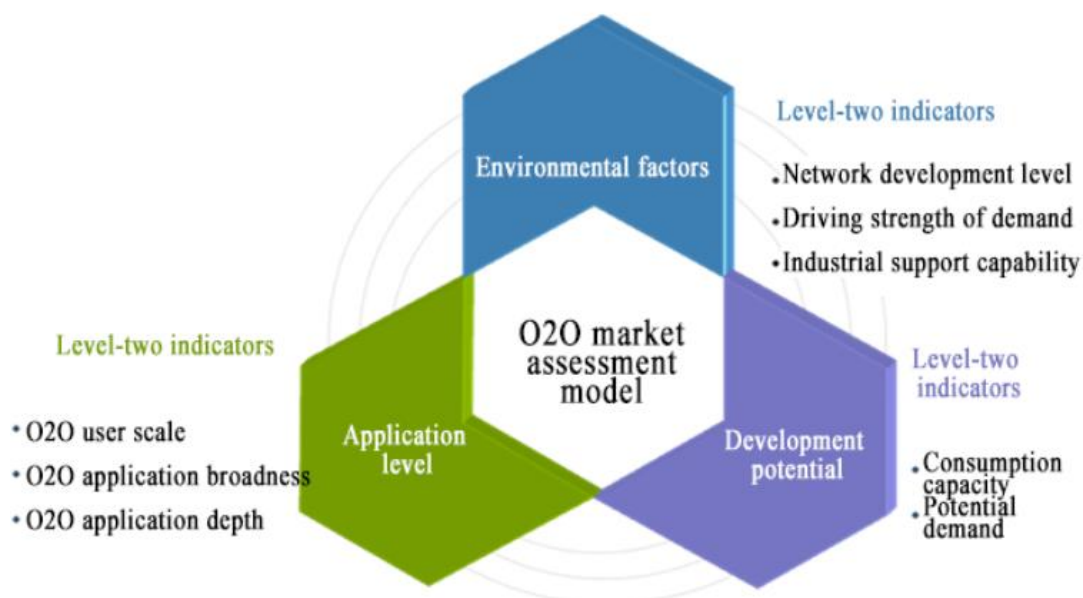 Environmental factors
Level-two indicators
•Network development level
•Driving strength of demand
•Industrial support capability
O2O market
assessment
model
Level-two indicators
• O2O user scale
• O2O application broadness
• O2O application depth
Application
level
Development
potential
Level-two
indicators
• Consumption
capacity
• Potential
demand